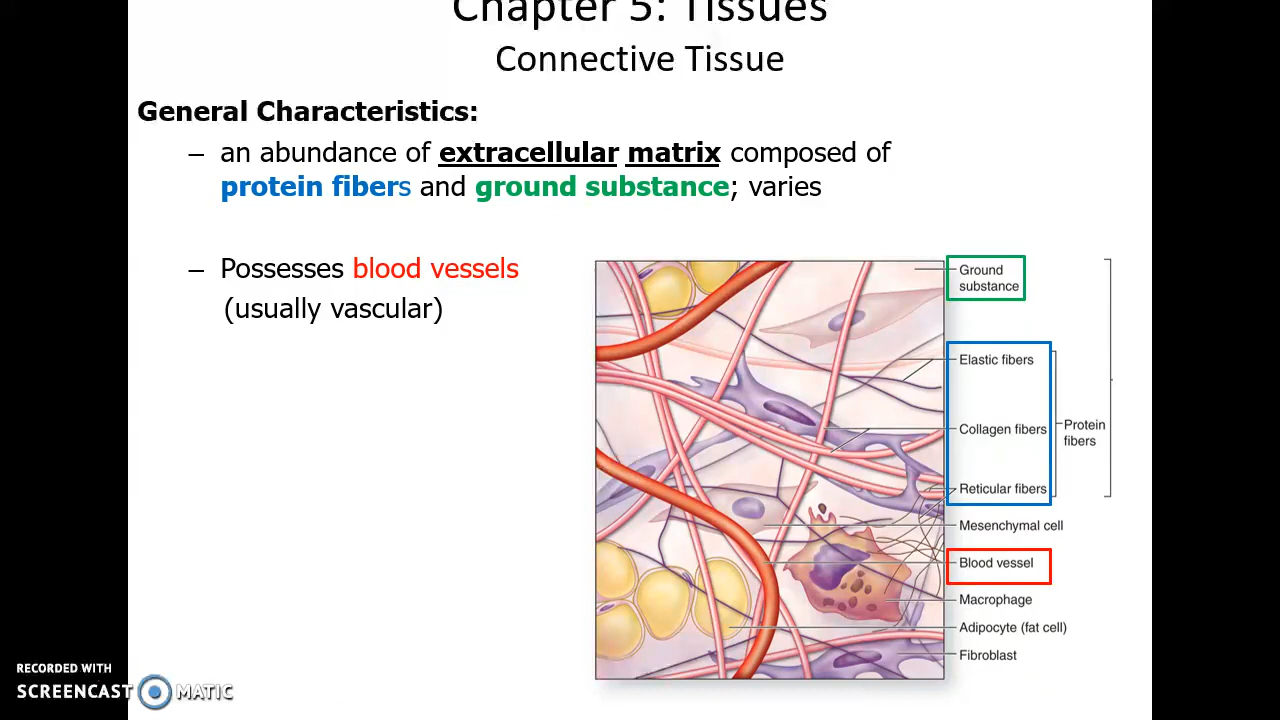 Chapter 5: Tissues
Connective Tissue
General Characteristics:
– an abundance of extracellular matrix composed of
protein fibers and ground substance; varies
– Possesses blood vessels
(usually vascular)
Ground
substance
Elastic fibers
Collagen fibers
Protein
fibers
Reticular fibers
Mesenchymal cell
Blood vessel
Macrophage
Adipocyte (fat cell)
Fibroblast
RECORDED WITH
SCREENCAST MATIC